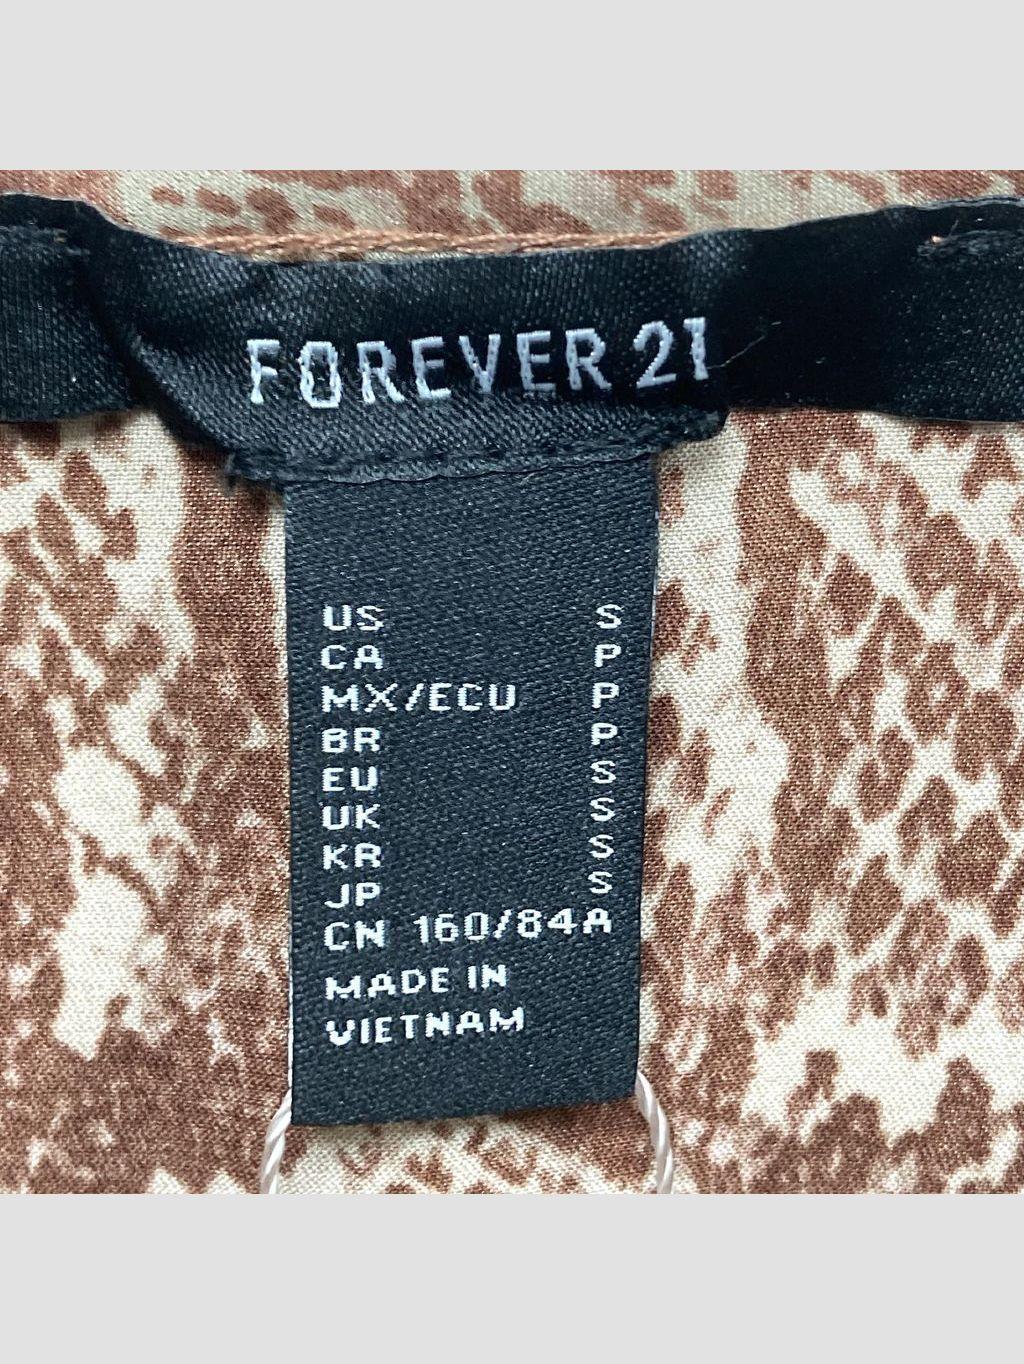 FOREVER 21
US S
CA P
MX/ECU P
BR P
EU S
UK S
KR S
JP S
CN 160/84A
MADE IN
VIETNAM